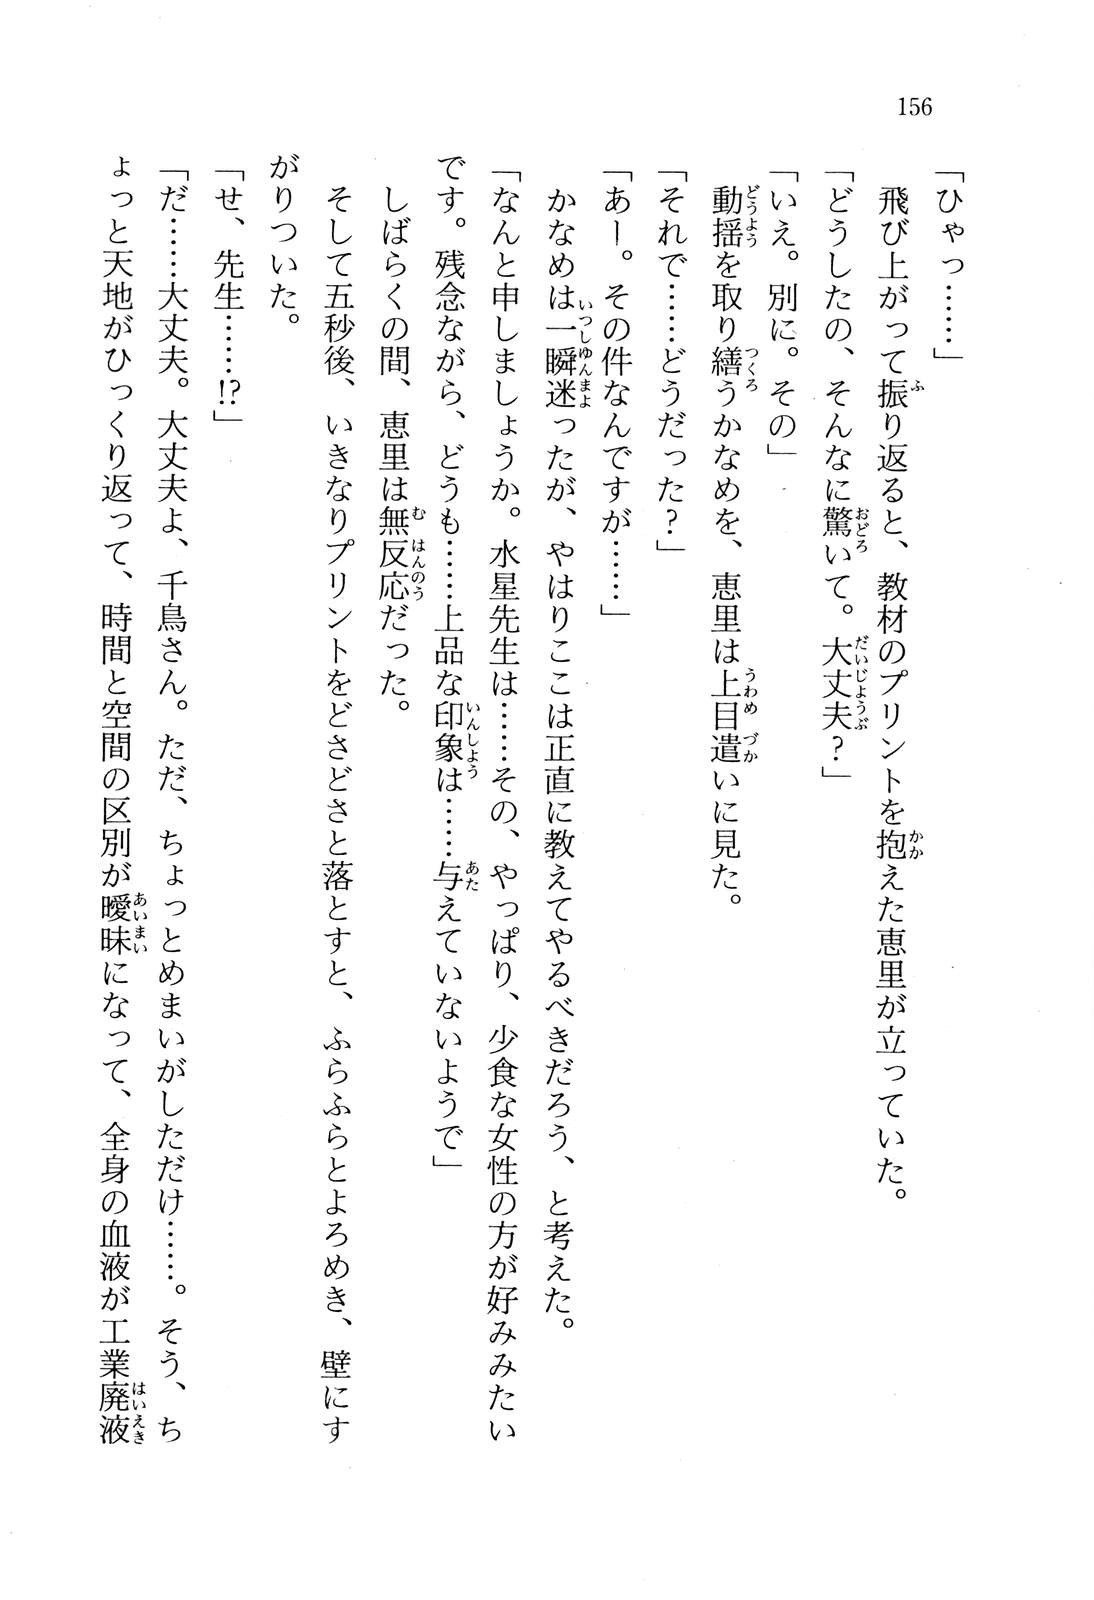 156
「ひゃっ……」
飛び上がって振り返ると、教材のプリントを抱えた恵里が立っていた。
「どうしたの、そんなに驚いて。大丈夫？」
「いえ。別に。その」
動揺を取り繕うかなめを、恵里は上目遣いに見た。
「それで……どうだった？」
「あー。その件なんですが……」
かなめは一瞬迷ったが、やはりここは正直に教えてやるべきだろう、と考えた。
「なんと申しましょうか。水星先生は……その、やっぱり、少食な女性の方が好みみたい
です。残念ながら、どうも……上品な印象は……与えていないようで」
しばらくの間、恵里は無反応だった。
そして五秒後、いきなりプリントをどさどさと落とすと、ふらふらとよろめき、壁にす
がりついた。
「せ、先生……!?」
「だ……大丈夫。大丈夫よ、千鳥さん。ただ、ちょっとめまいがしただけ……。そう、ち
ょっと天地がひっくり返って、時間と空間の区別が曖昧になって、全身の血液が工業廃液